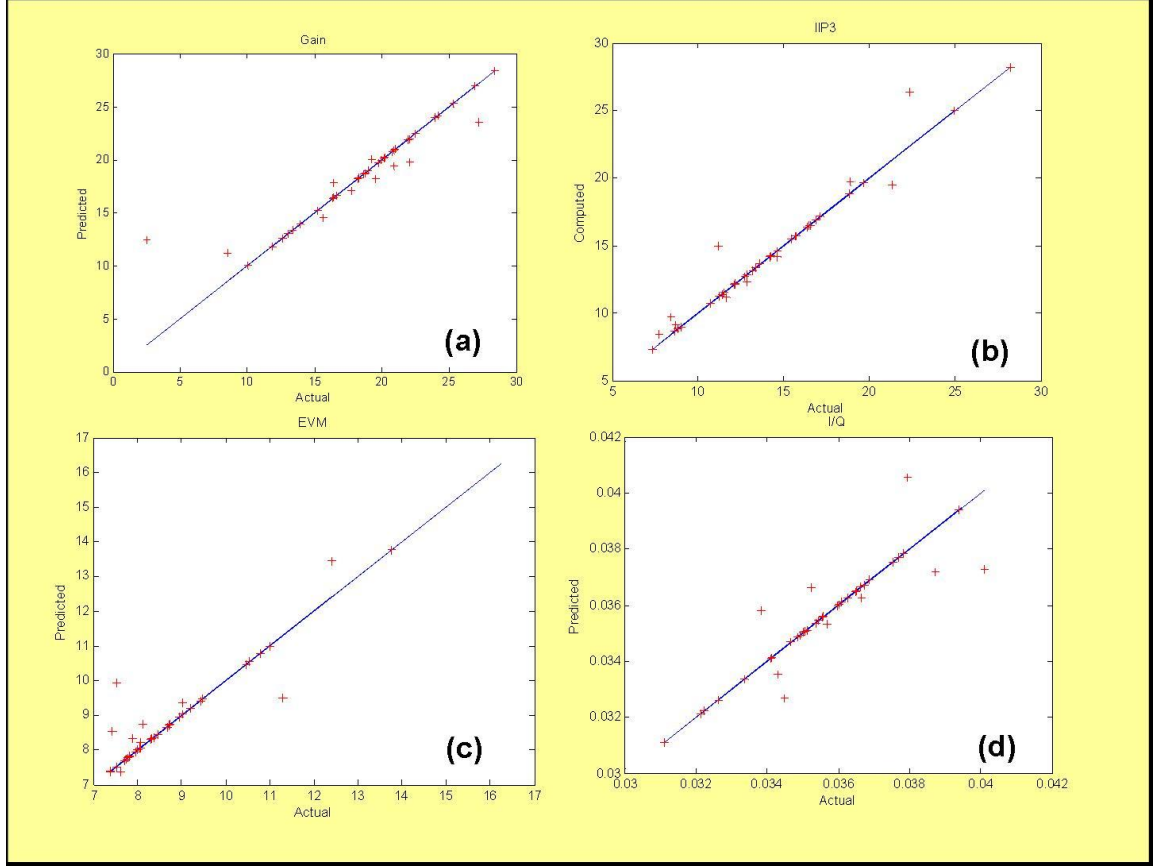 Gain
30
25
20
15
10
5
0
Predicted
(a)
0 5 10 15 20 25 30
Actual
IIP3
30
25
20
15
10
5
Computed
(b)
5 10 15 20 25 30
Actual
EVM
17
16
15
14
13
12
11
10
9
8
7
Predicted
(c)
7 8 9 10 11 12 13 14 15 16 17
Actual
I/Q
0.042
0.04
0.038
0.036
0.034
0.032
0.03
Predicted
(d)
0.03 0.032 0.034 0.036 0.038 0.04 0.042
Actual